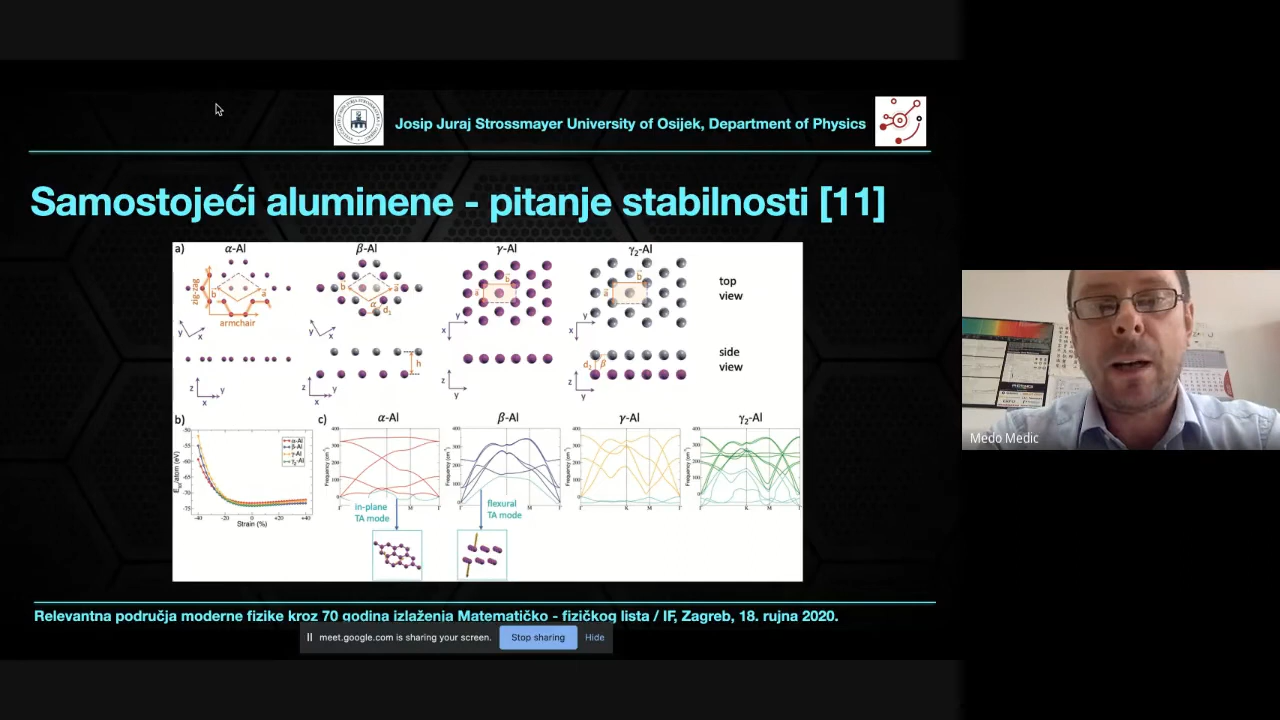 Josip Juraj Strossmayer University of Osijek, Department of Physics
Samostojeći aluminene - pitanje stabilnosti [11]
a) α-Al β-Al γ-Al γ₂-Al
zig-zag
armchair
top
view
side
view
b) c) α-Al β-Al γ-Al γ₂-Al
Strain (%)
in-plane
TA mode
flexural
TA mode
Medo Medic
Relevantna područja moderne fizike kroz 70 godina izlaženja Matematičko - fizičkog lista / IF, Zagreb, 18. rujna 2020.
meet.google.com is sharing your screen. Stop sharing Hide